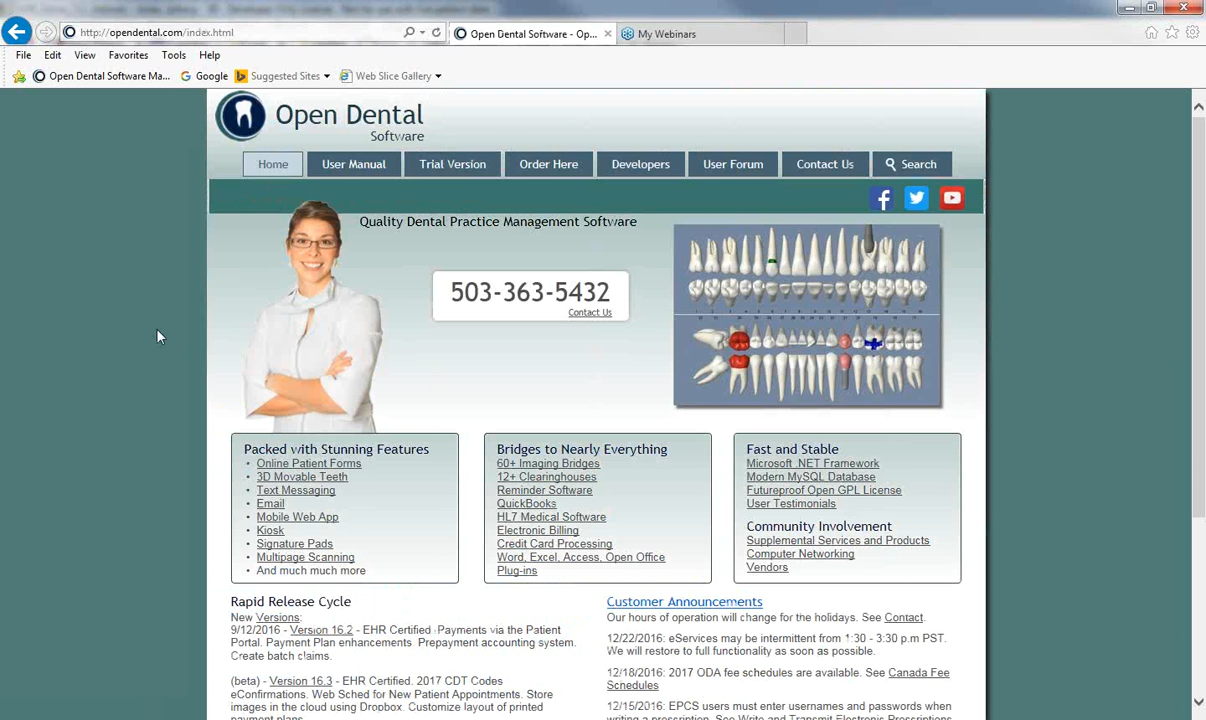 http://opendental.com/index.html
Open Dental Software - Op...
My Webinars
File Edit View Favorites Tools Help
Open Dental Software Ma... Google Suggested Sites Web Slice Gallery
Open Dental
Software
Home User Manual Trial Version Order Here Developers User Forum Contact Us Search
Quality Dental Practice Management Software
503-363-5432
Contact Us
Packed with Stunning Features
• Online Patient Forms
• 3D Movable Teeth
• Text Messaging
• Email
• Mobile Web App
• Kiosk
• Signature Pads
• Multipage Scanning
• And much much more
Bridges to Nearly Everything
60+ Imaging Bridges
12+ Clearinghouses
Reminder Software
QuickBooks
HL7 Medical Software
Electronic Billing
Credit Card Processing
Word, Excel, Access, Open Office
Plug-ins
Fast and Stable
Microsoft .NET Framework
Modern MySQL Database
Futureproof Open GPL License
User Testimonials
Community Involvement
Supplemental Services and Products
Computer Networking
Vendors
Rapid Release Cycle
New Versions:
9/12/2016 - Version 16.2 - EHR Certified. Payments via the Patient
Portal. Payment Plan enhancements. Prepayment accounting system.
Create batch claims.
(beta) - Version 16.3 - EHR Certified. 2017 CDT Codes
eConfirmations. Web Sched for New Patient Appointments. Store
images in the cloud using Dropbox. Customize layout of printed
payment plans.
Customer Announcements
Our hours of operation will change for the holidays. See Contact.
12/22/2016: eServices may be intermittent from 1:30 - 3:30 p.m PST.
We will restore to full functionality as soon as possible.
12/18/2016: 2017 ODA fee schedules are available. See Canada Fee
Schedules
12/15/2016: EPCS users must enter usernames and passwords when
writing a prescription. See Write and Transmit Electronic Prescriptions